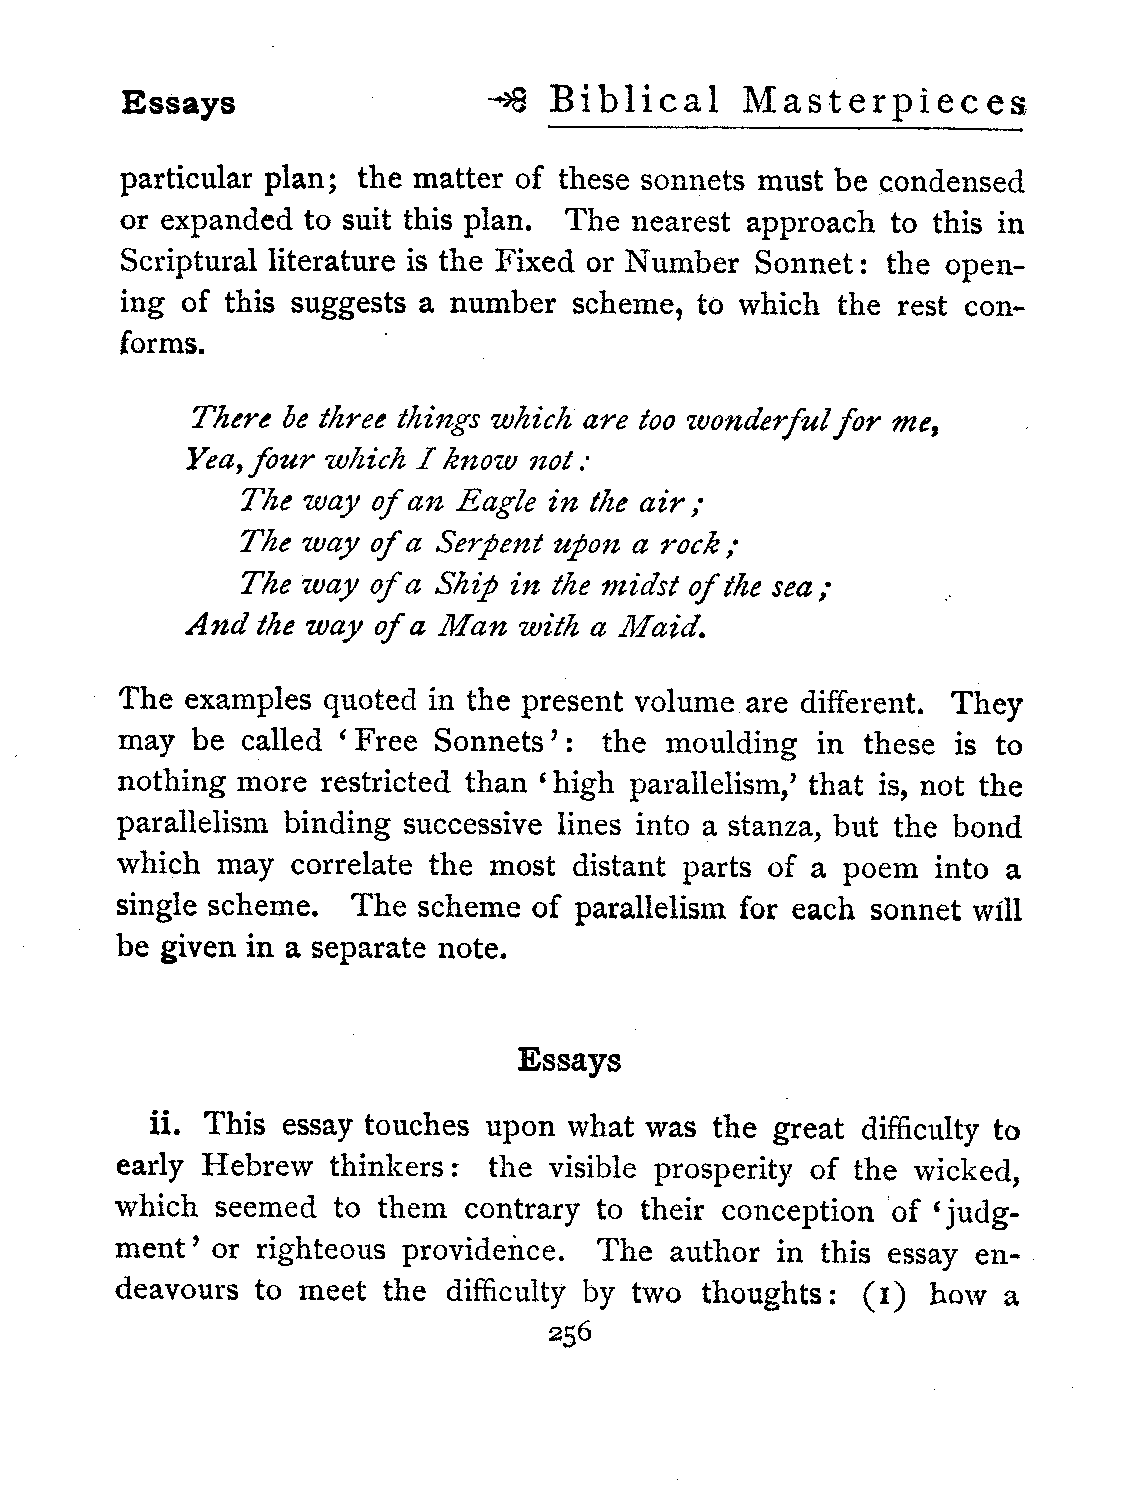 Essays Biblical Masterpieces
particular plan; the matter of these sonnets must be condensed
or expanded to suit this plan. The nearest approach to this in
Scriptural literature is the Fixed or Number Sonnet: the open-
ing of this suggests a number scheme, to which the rest con-
forms.
There be three things which are too wonderful for me,
Yea, four which I know not:
The way of an Eagle in the air;
The way of a Serpent upon a rock;
The way of a Ship in the midst of the sea;
And the way of a Man with a Maid.
The examples quoted in the present volume are different. They
may be called ‘Free Sonnets’: the moulding in these is to
nothing more restricted than ‘high parallelism,’ that is, not the
parallelism binding successive lines into a stanza, but the bond
which may correlate the most distant parts of a poem into a
single scheme. The scheme of parallelism for each sonnet will
be given in a separate note.
Essays
ii. This essay touches upon what was the great difficulty to
early Hebrew thinkers: the visible prosperity of the wicked,
which seemed to them contrary to their conception of ‘judg-
ment’ or righteous providence. The author in this essay en-
deavours to meet the difficulty by two thoughts: (1) how a
256